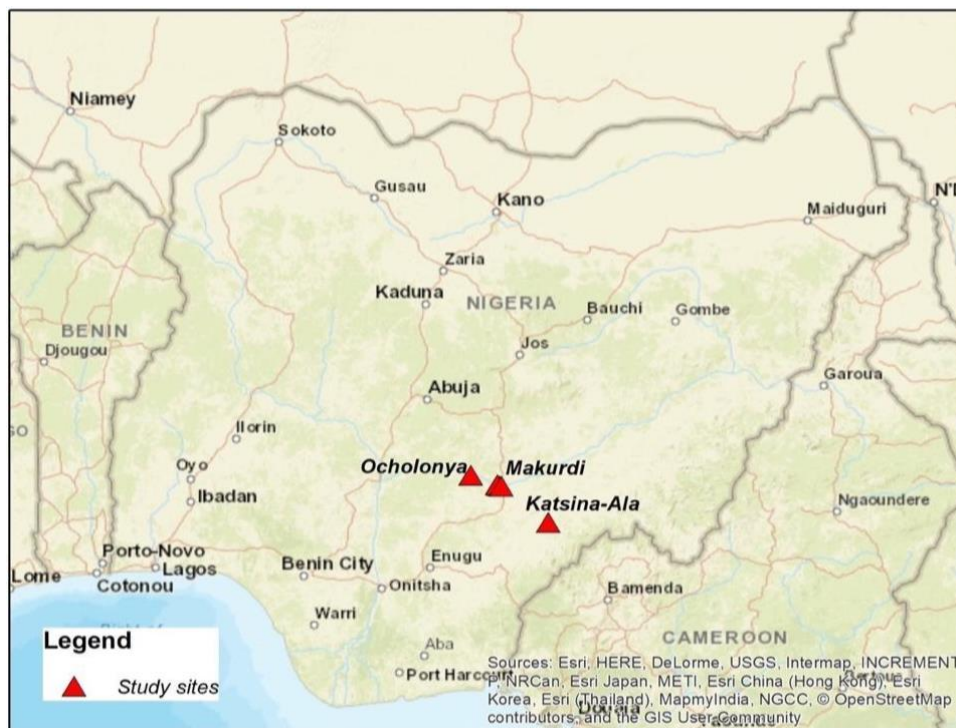 Niamey
Sokoto
Gusau
Kano
Maiduguri
N'D
Zaria
Kaduna
NIGERIA
Bauchi
Gombe
BENIN
Djougou
Jos
Abuja
Garoua
SO
Ilorin
Ocholonya
Makurdi
Oyo
Ibadan
Katsina-Ala
Ngaoundere
Porto-Novo
Lagos
Benin City
Enugu
Lome
Cotonou
Onitsha
Bamenda
Warri
CAMEROON
Aba
Port Harcourt
Legend
Study sites
Sources: Esri, HERE, DeLorme, USGS, Intermap, INCREMENT
P, NRCan, Esri Japan, METI, Esri China (Hong Kong), Esri
Korea, Esri (Thailand), MapmyIndia, NGCC, © OpenStreetMap
contributors, and the GIS User Community
Douala